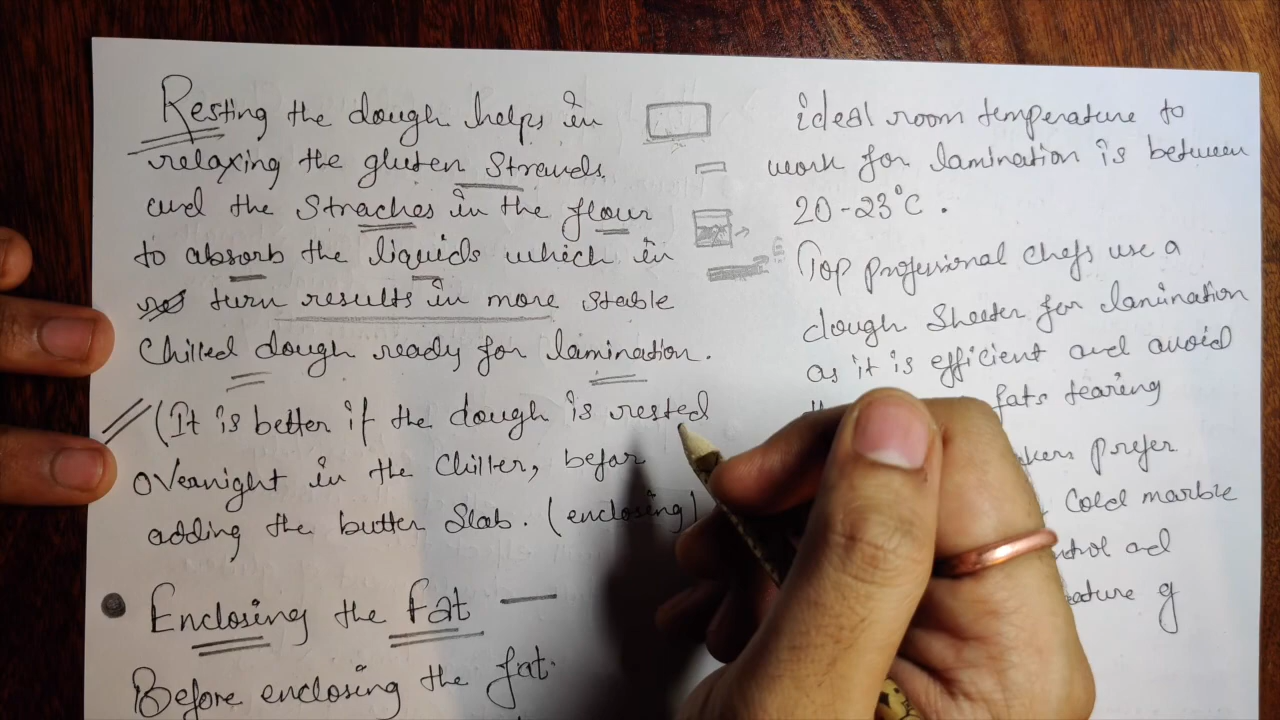 Resting the dough helps in
relaxing the gluten strands.
and the straches in the flour
to absorb the liquids which in
turn results in more stable
Chilled dough ready for lamination.
(It is better if the dough is rested
overnight in the chiller, befor
adding the butter slab. (enclosing)
Enclosing the Fat —
Before enclosing the fat.
ideal room temperature to
work for lamination is between
20-23°C.
Top professional chefs use a
dough sheeter for lamination
as it is efficient and avoid
fats tearing
prefer
Cold marble
and
of